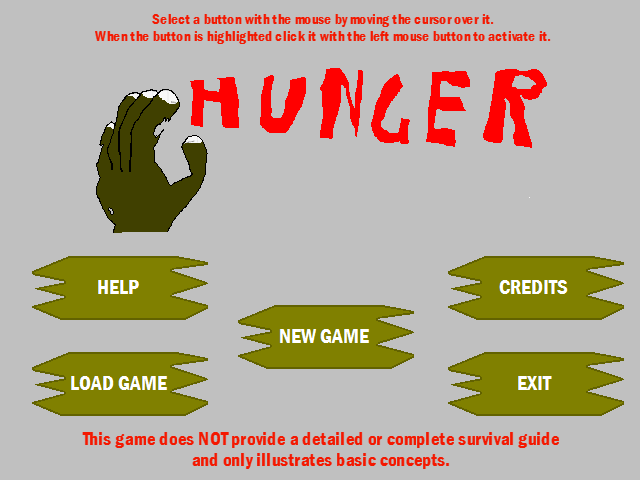 Select a button with the mouse by moving the cursor over it.
When the button is highlighted click it with the left mouse button to activate it.
HUNGER
HELP
CREDITS
NEW GAME
LOAD GAME
EXIT
This game does NOT provide a detailed or complete survival guide
and only illustrates basic concepts.